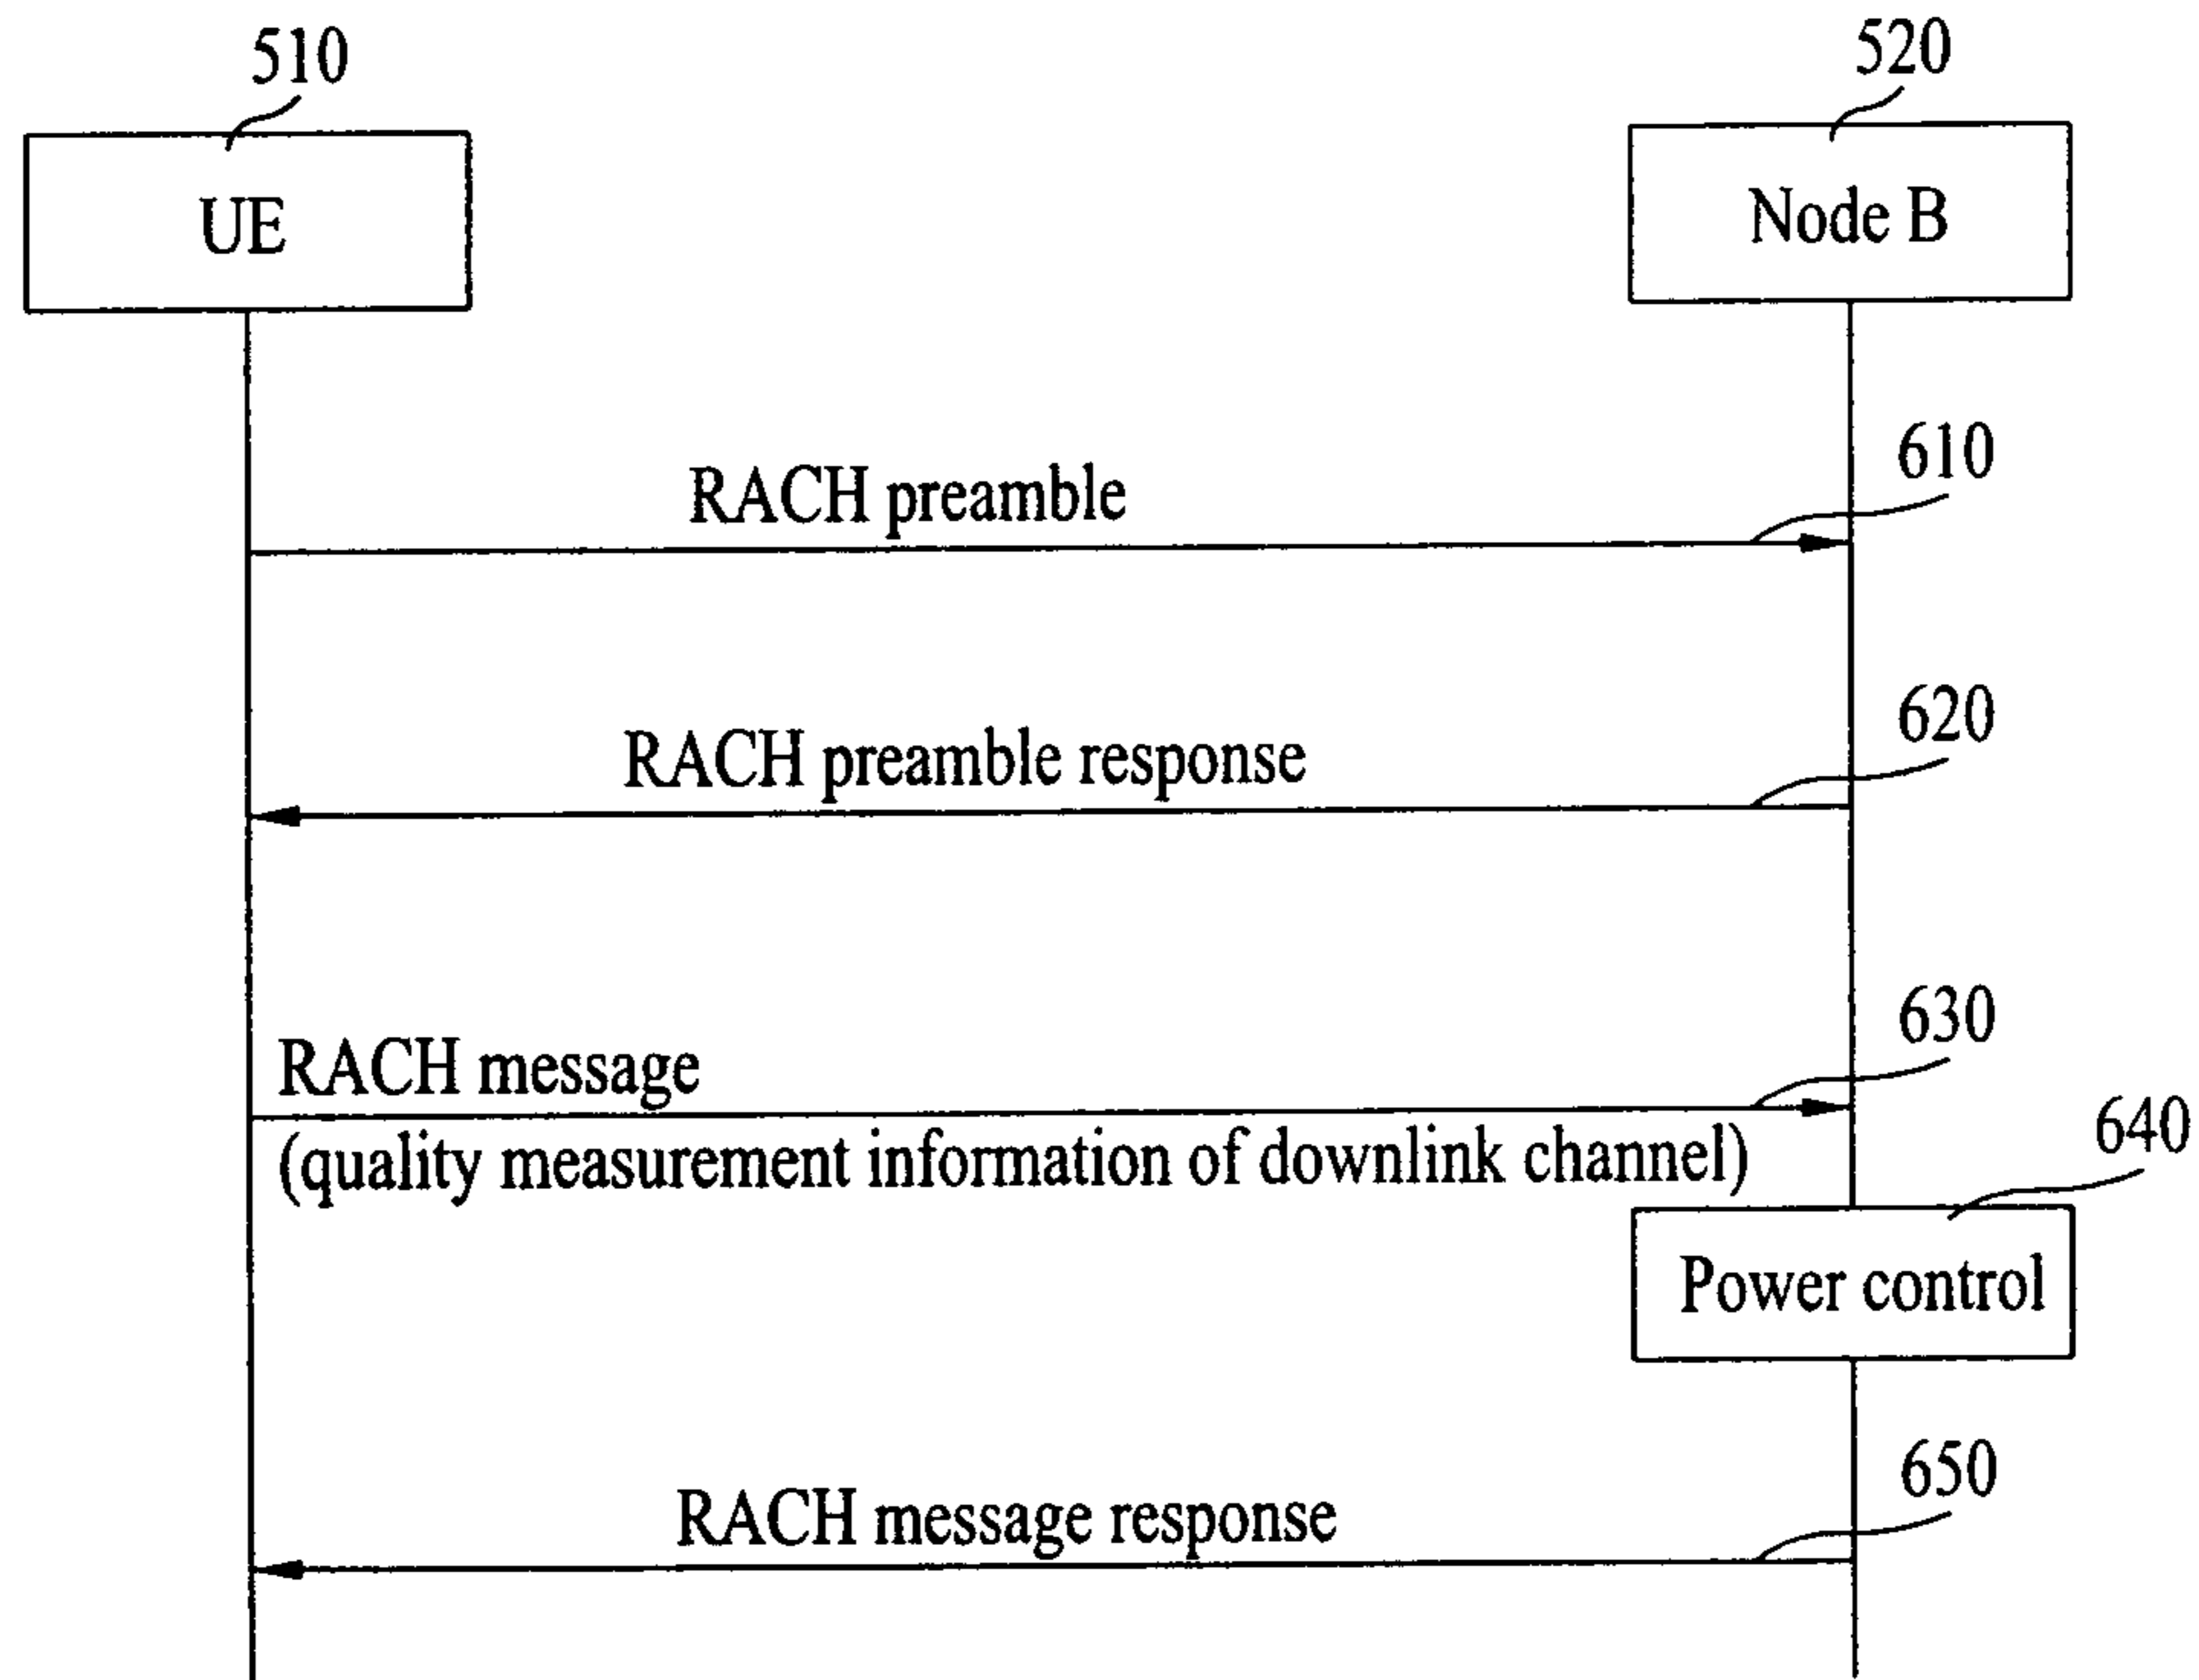 510
520
UE
Node B
610
RACH preamble
620
RACH preamble response
630
RACH message
640
(quality measurement information of downlink channel)
Power control
650
RACH message response